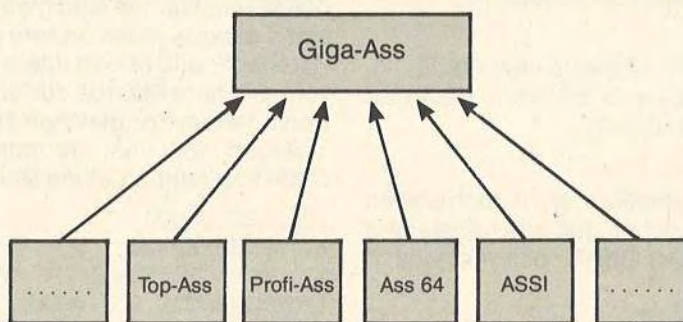 Giga-Ass
. . . . . .
Top-Ass
Profi-Ass
Ass 64
ASSI
. . . . . .